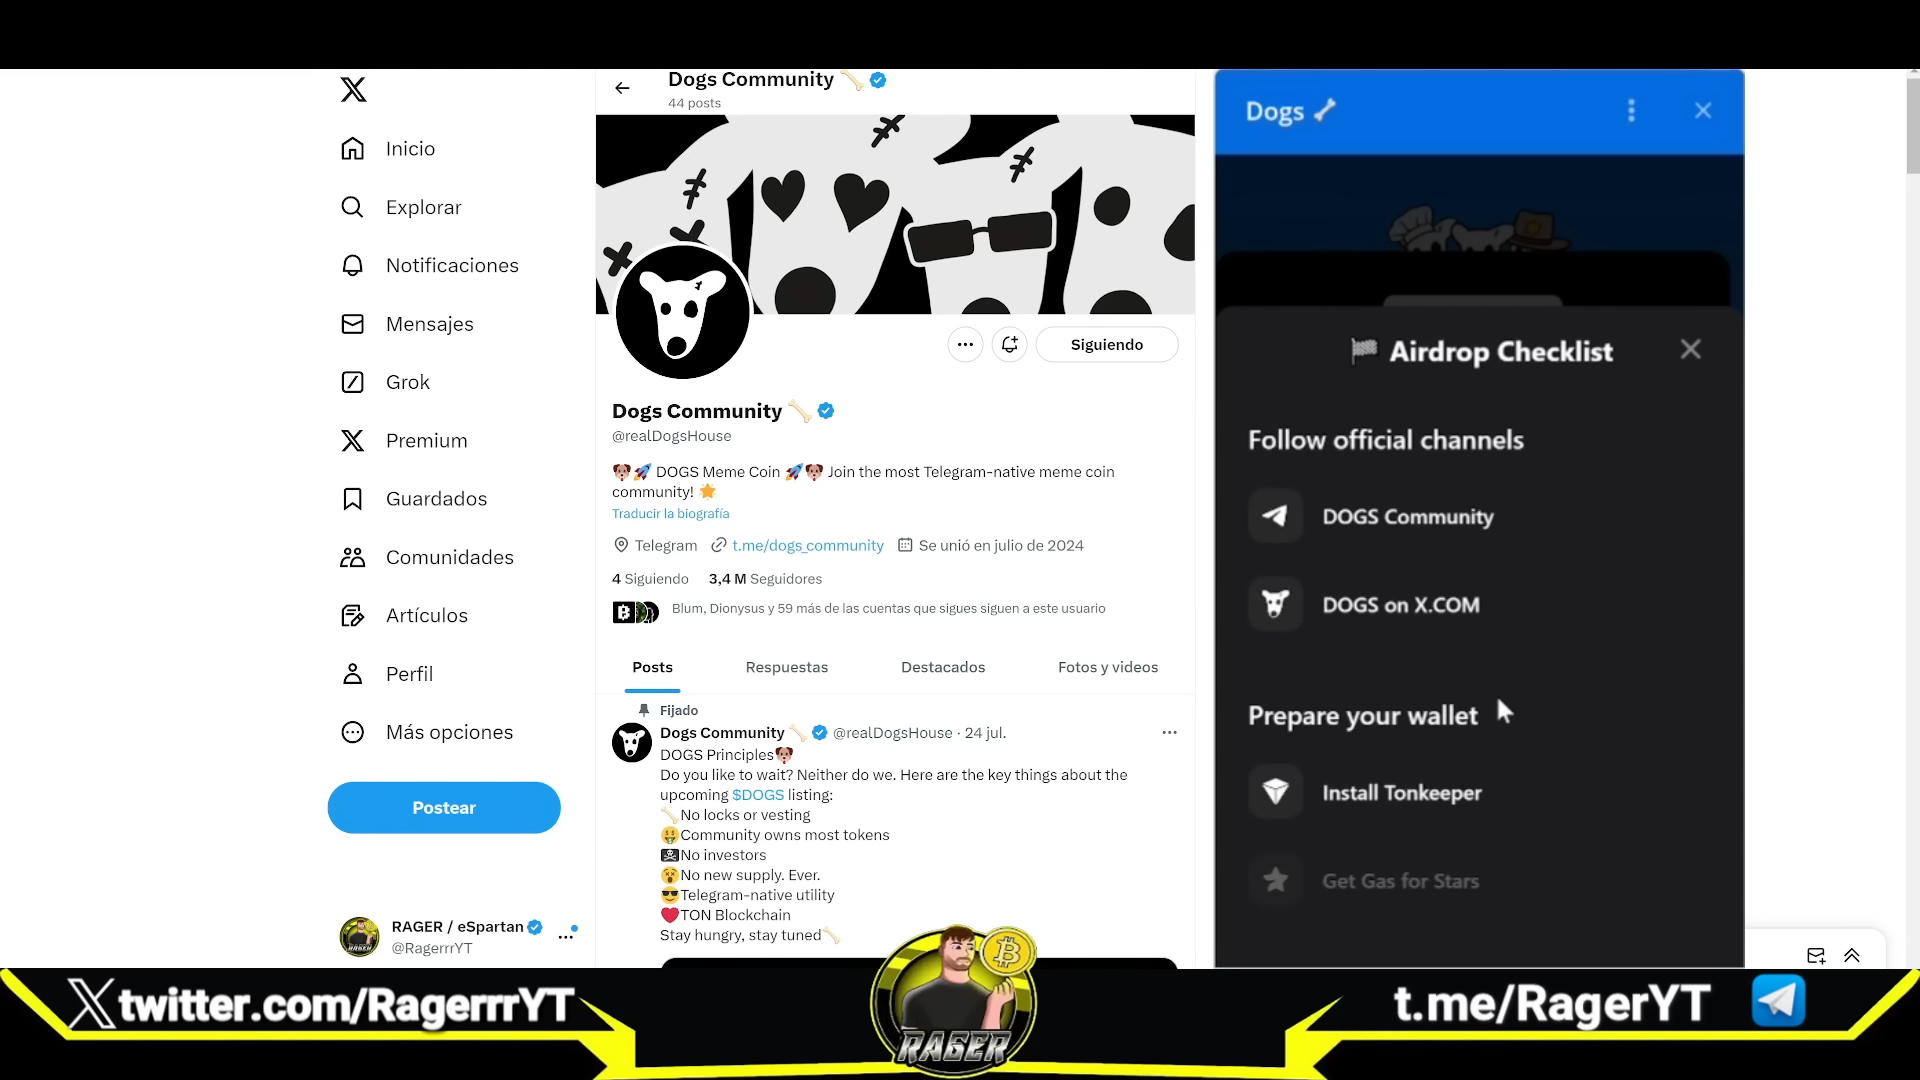 Inicio
Explorar
Notificaciones
Mensajes
Grok
Premium
Guardados
Comunidades
Artículos
Perfil
Más opciones
Postear
RAGER / eSpartan
@RagerrrYT
Dogs Community 🦴
44 posts
Siguiendo
Dogs Community 🦴
@realDogsHouse
🐶🚀 DOGS Meme Coin 🚀🐶 Join the most Telegram-native meme coin
community! 🌟
Traducir la biografía
Telegram t.me/dogs_community Se unió en julio de 2024
4 Siguiendo 3,4 M Seguidores
Blum, Dionysus y 59 más de las cuentas que sigues siguen a este usuario
Posts Respuestas Destacados Fotos y videos
Fijado
Dogs Community 🦴 @realDogsHouse · 24 jul.
DOGS Principles🐶
Do you like to wait? Neither do we. Here are the key things about the
upcoming $DOGS listing:
🦴No locks or vesting
🤑Community owns most tokens
🏴‍☠️No investors
😵No new supply. Ever.
😎Telegram-native utility
❤️TON Blockchain
Stay hungry, stay tuned🦴
Dogs 🦴
Airdrop Checklist
Follow official channels
DOGS Community
DOGS on X.COM
Prepare your wallet
Install Tonkeeper
Get Gas for Stars
twitter.com/RagerrrYT
RAGER
t.me/RagerYT